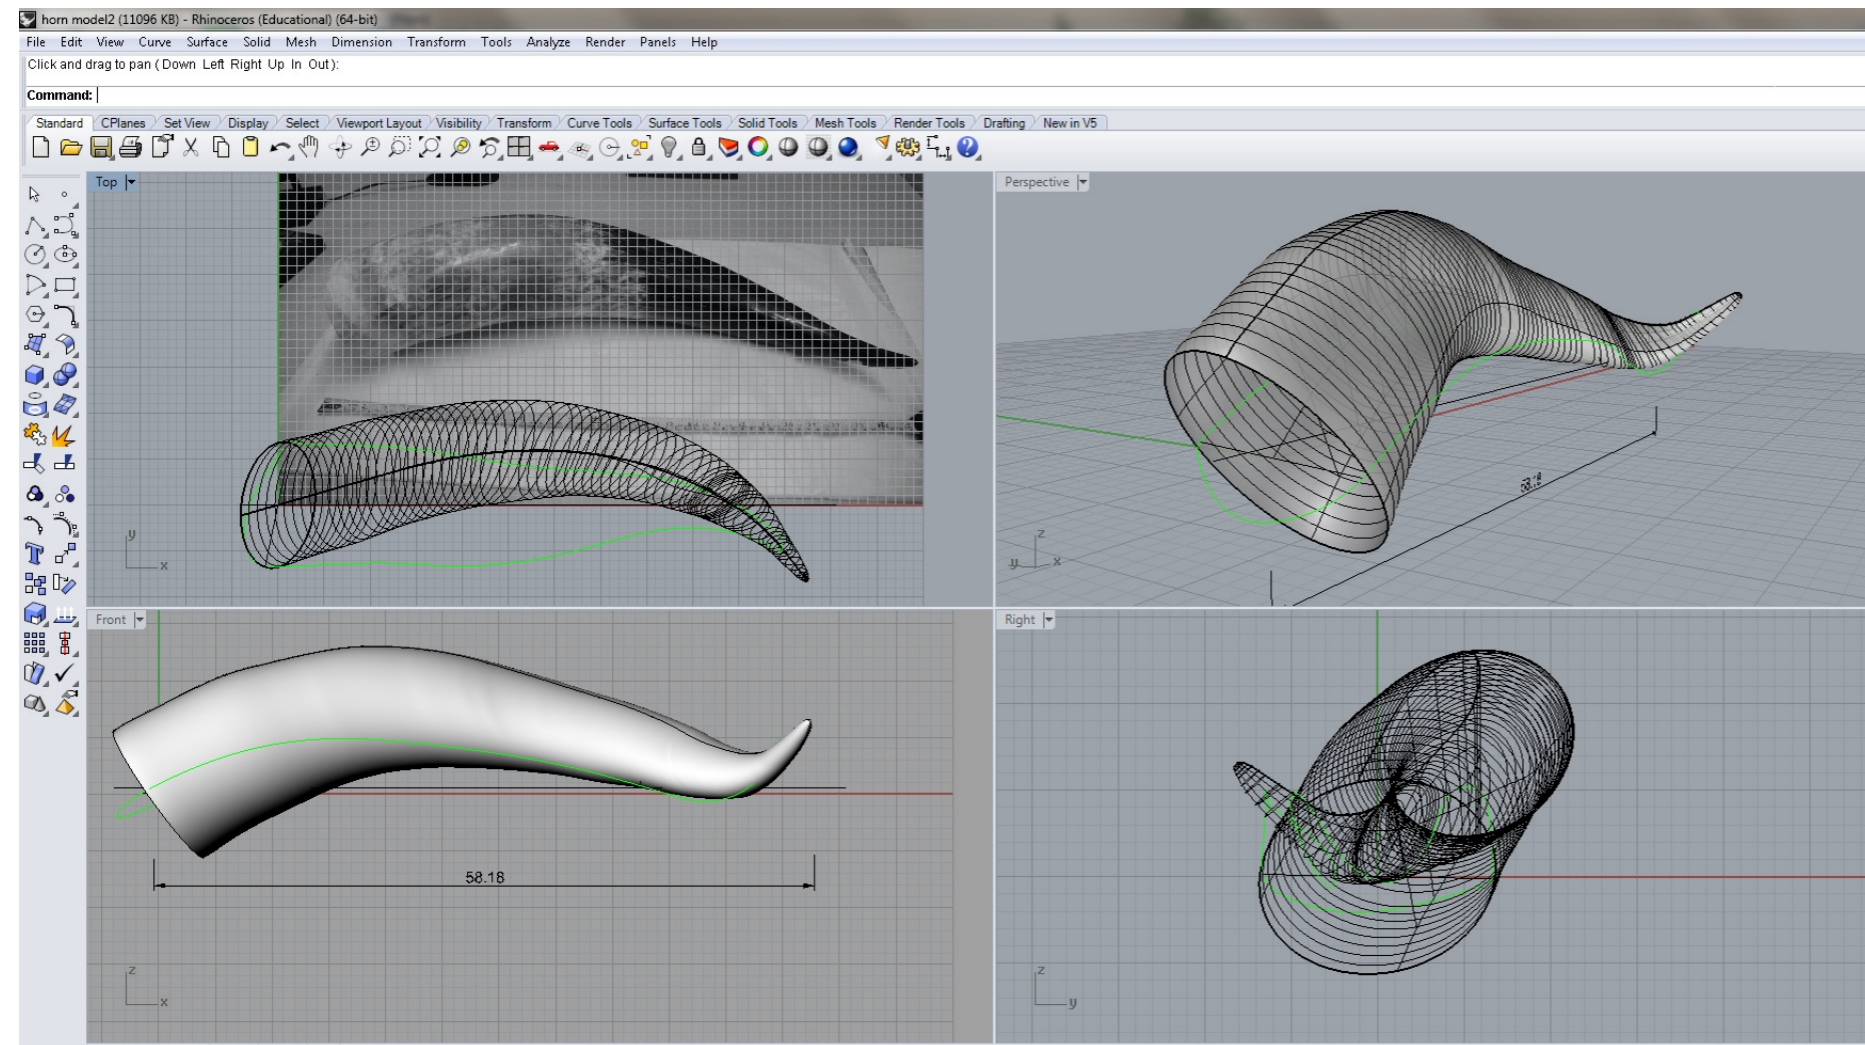 horn model2 (11096 KB) - Rhinoceros (Educational) (64-bit)
File Edit View Curve Surface Solid Mesh Dimension Transform Tools Analyze Render Panels Help
Click and drag to pan ( Down Left Right Up In Out ):
Command:
Standard CPlanes Set View Display Select Viewport Layout Visibility Transform Curve Tools Surface Tools Solid Tools Mesh Tools Render Tools Drafting New in V5
Top
y
x
Perspective
58.18
z
y x
Front
58.18
z
x
Right
z
y